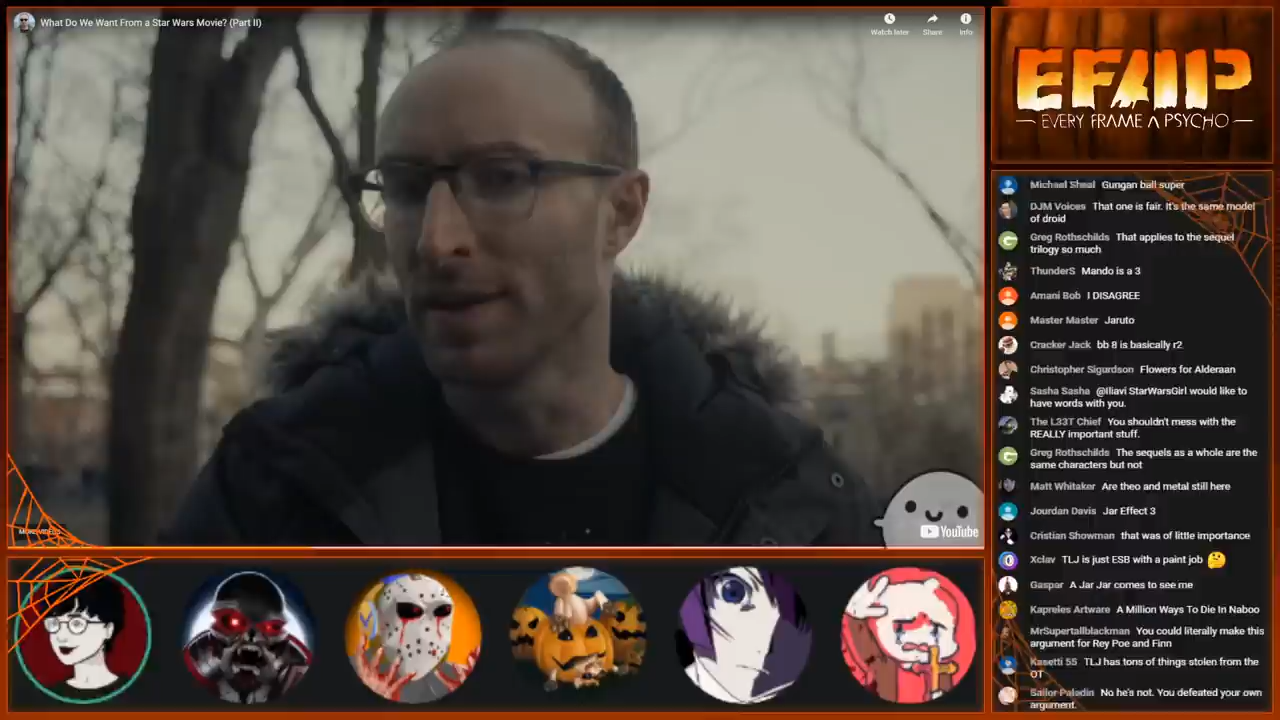 What Do We Want From a Star Wars Movie? (Part II)
Watch later
Share
Info
EFAP
EVERY FRAME A PSYCHO
Michael Sheal Gungan ball super
DJM Voices That one is fair. It's the same model
of droid
Greg Rothschilds That applies to the sequel
trilogy so much
ThunderS Mando is a 3
Amani Bob I DISAGREE
Master Master Jaruto
Cracker Jack bb 8 is basically r2
Christopher Sigurdson Flowers for Alderaan
Sasha Sasha @Iliavi StarWarsGirl would like to
have words with you.
The L33T Chief You shouldn't mess with the
REALLY important stuff.
Greg Rothschilds The sequels as a whole are the
same characters but not
Matt Whitaker Are theo and metal still here
Jourdan Davis Jar Effect 3
Cristian Showman that was of little importance
Xclav TLJ is just ESB with a paint job 🤔
Gaspar A Jar Jar comes to see me
Kapreles Artware A Million Ways To Die In Naboo
MrSupertallblackman You could literally make this
argument for Rey Poe and Finn
Kasetti 55 TLJ has tons of things stolen from the
OT
Sailor Paladin No he's not. You defeated your own
argument.
MORE VIDEOS
YouTube